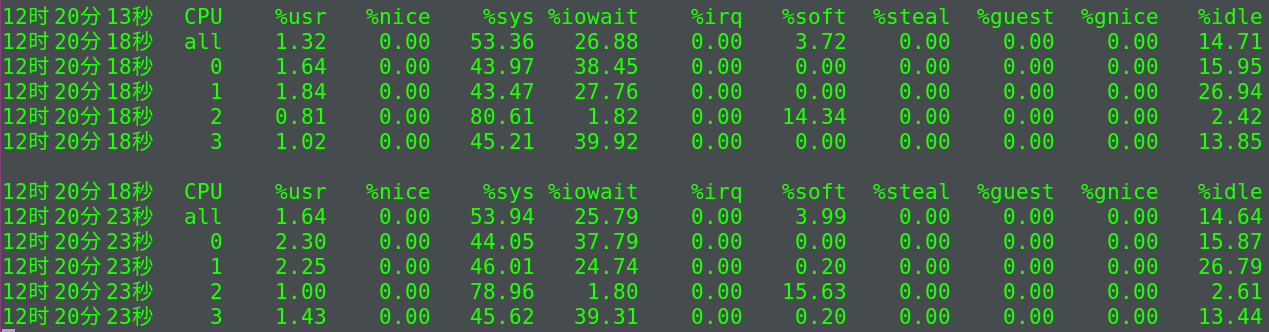 12时20分13秒 CPU %usr %nice %sys %iowait %irq %soft %steal %guest %gnice %idle
12时20分18秒 all 1.32 0.00 53.36 26.88 0.00 3.72 0.00 0.00 0.00 14.71
12时20分18秒 0 1.64 0.00 43.97 38.45 0.00 0.00 0.00 0.00 0.00 15.95
12时20分18秒 1 1.84 0.00 43.47 27.76 0.00 0.00 0.00 0.00 0.00 26.94
12时20分18秒 2 0.81 0.00 80.61 1.82 0.00 14.34 0.00 0.00 0.00 2.42
12时20分18秒 3 1.02 0.00 45.21 39.92 0.00 0.00 0.00 0.00 0.00 13.85
12时20分18秒 CPU %usr %nice %sys %iowait %irq %soft %steal %guest %gnice %idle
12时20分23秒 all 1.64 0.00 53.94 25.79 0.00 3.99 0.00 0.00 0.00 14.64
12时20分23秒 0 2.30 0.00 44.05 37.79 0.00 0.00 0.00 0.00 0.00 15.87
12时20分23秒 1 2.25 0.00 46.01 24.74 0.00 0.20 0.00 0.00 0.00 26.79
12时20分23秒 2 1.00 0.00 78.96 1.80 0.00 15.63 0.00 0.00 0.00 2.61
12时20分23秒 3 1.43 0.00 45.62 39.31 0.00 0.20 0.00 0.00 0.00 13.44